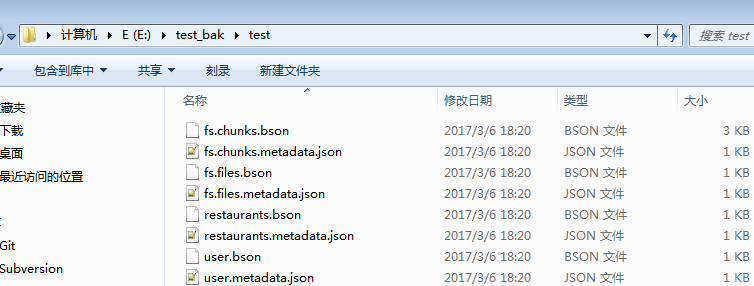 计算机 E (E:) test_bak test 搜索 test
包含到库中 共享 刻录 新建文件夹
名称 修改日期 类型 大小
下载
桌面
最近访问的位置
Git
Subversion
fs.chunks.bson 2017/3/6 18:20 BSON 文件 3 KB
fs.chunks.metadata.json 2017/3/6 18:20 JSON 文件 1 KB
fs.files.bson 2017/3/6 18:20 BSON 文件 1 KB
fs.files.metadata.json 2017/3/6 18:20 JSON 文件 1 KB
restaurants.bson 2017/3/6 18:20 BSON 文件 1 KB
restaurants.metadata.json 2017/3/6 18:20 JSON 文件 1 KB
user.bson 2017/3/6 18:20 BSON 文件 1 KB
user.metadata.json 2017/3/6 18:20 JSON 文件 1 KB